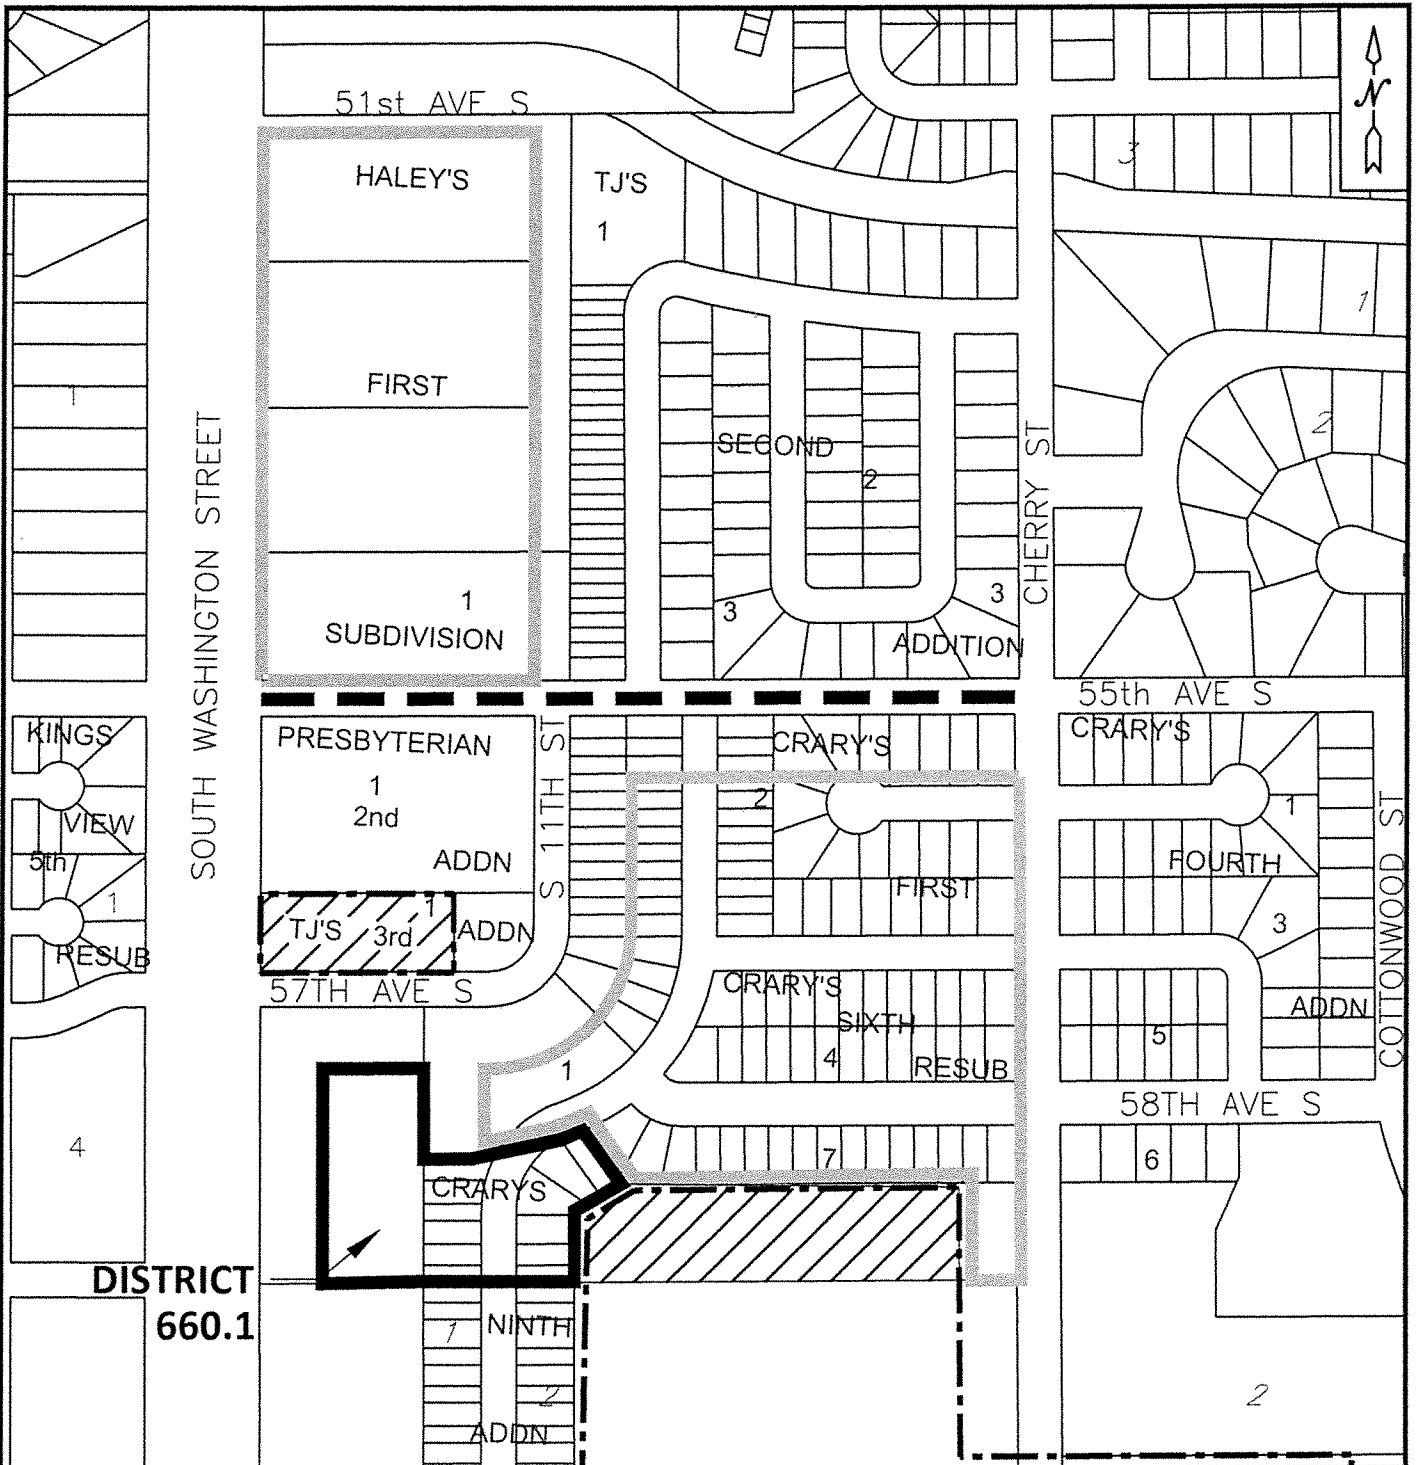 51st AVE S
N
3
HALEY'S
TJ'S
1
1
FIRST
1
2
SECOND
2
CHERRY ST
SOUTH WASHINGTON STREET
1
SUBDIVISION
3
3
ADDITION
55th AVE S
KINGS
VIEW
5th
1
RESUB
PRESBYTERIAN
1
2nd
ADDN
S 11TH ST
CRARY'S
2
FIRST
CRARY'S
1
FOURTH
3
ADDN
COTTONWOOD ST
TJ'S 3rd
1
ADDN
57TH AVE S
CRARY'S
SIXTH
4
RESUB
5
1
58TH AVE S
4
7
6
CRARYS
DISTRICT
660.1
1
NINTH
2
ADDN
2